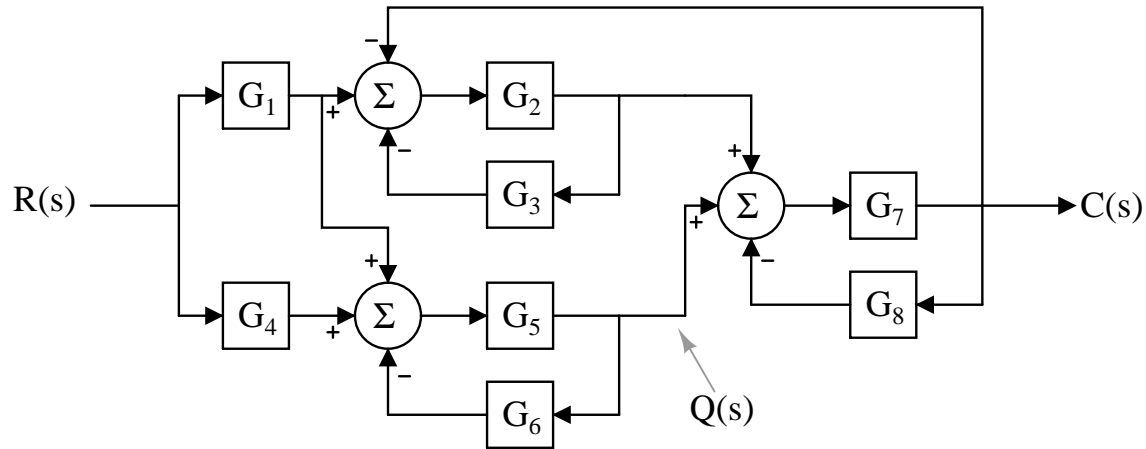 −
G₁
+
Σ
G₂
−
G₃
+
R(s)
Σ
+
G₇
C(s)
−
G₈
+
G₄
+
Σ
G₅
−
G₆
Q(s)